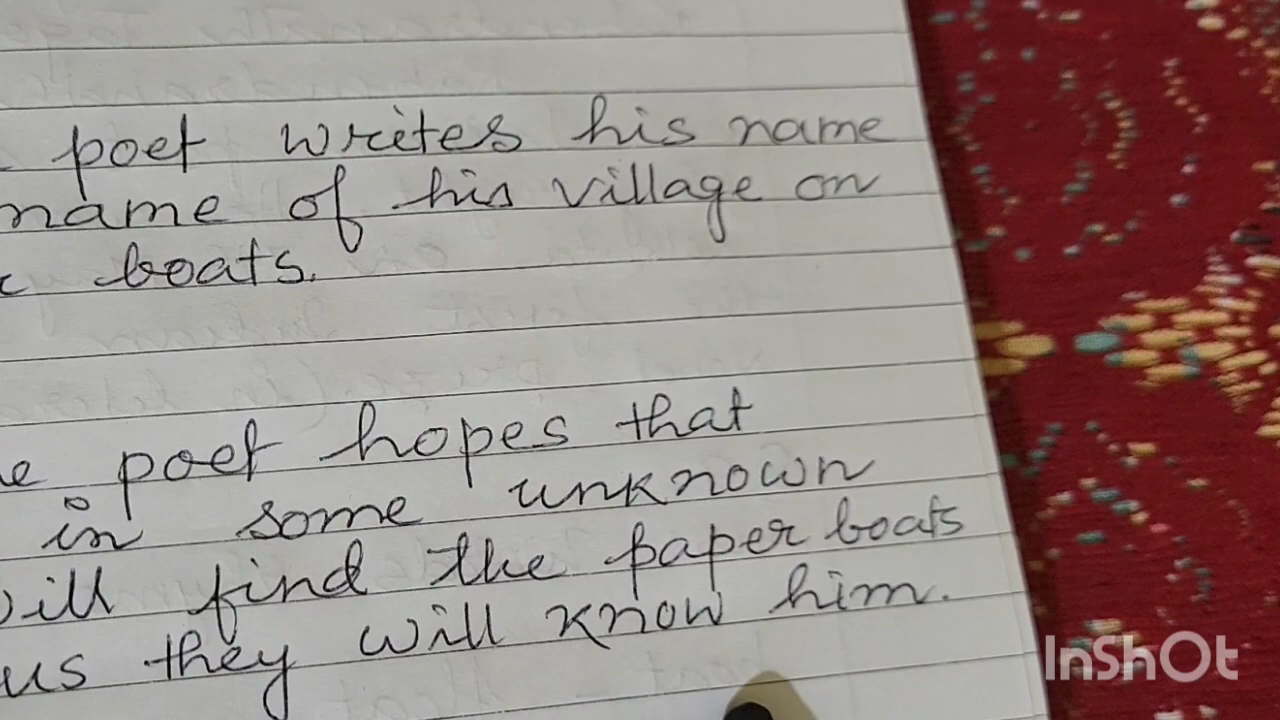 poet writes his name
name of his village on
boats.
poet hopes that
in some unknown
will find the paper boats
they will know him.
InShOt